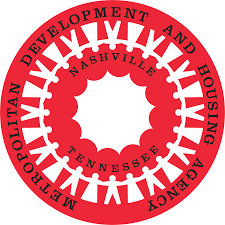 METROPOLITAN DEVELOPMENT AND HOUSING AGENCY
NASHVILLE
TENNESSEE